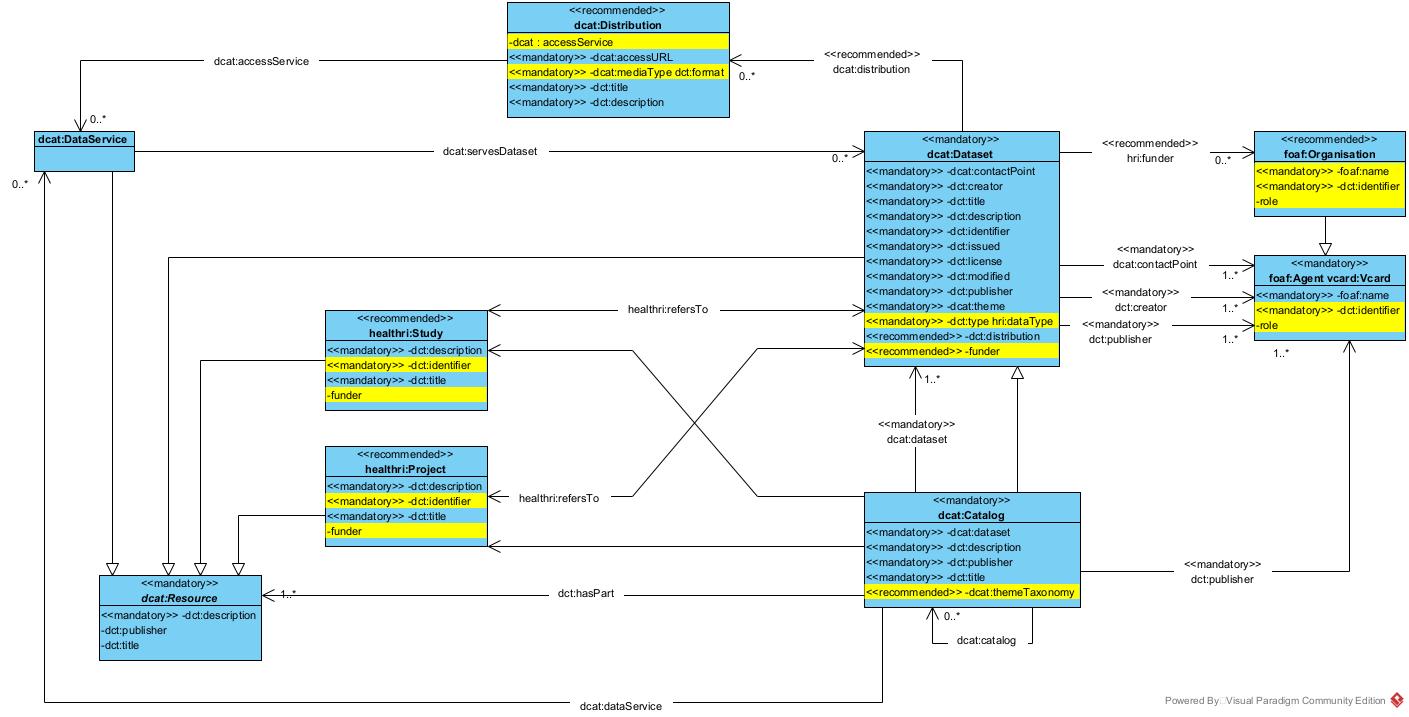 <<recommended>>
dcat:Distribution
-dcat : accessService
<<mandatory>> -dcat:accessURL
<<mandatory>> -dcat:mediaType dct:format
<<mandatory>> -dct:title
<<mandatory>> -dct:description
dcat:accessService
0..*
<<recommended>>
dcat:distribution
0..*
dcat:DataService
0..*
dcat:servesDataset
0..*
<<mandatory>>
dcat:Dataset
<<mandatory>> -dcat:contactPoint
<<mandatory>> -dct:creator
<<mandatory>> -dct:title
<<mandatory>> -dct:description
<<mandatory>> -dct:identifier
<<mandatory>> -dct:issued
<<mandatory>> -dct:license
<<mandatory>> -dct:modified
<<mandatory>> -dct:publisher
<<mandatory>> -dcat:theme
<<mandatory>> -dct:type hri:dataType
<<recommended>> -dct:distribution
<<recommended>> -funder
<<recommended>>
hri:funder
0..*
<<recommended>>
foaf:Organisation
<<mandatory>> -foaf:name
<<mandatory>> -dct:identifier
-role
<<mandatory>>
dcat:contactPoint
1..*
<<mandatory>>
dct:creator
1..*
<<mandatory>>
dct:publisher
1..*
<<mandatory>>
foaf:Agent vcard:Vcard
<<mandatory>> -foaf:name
<<mandatory>> -dct:identifier
-role
1..*
healthri:refersTo
<<recommended>>
healthri:Study
<<mandatory>> -dct:description
<<mandatory>> -dct:identifier
<<mandatory>> -dct:title
-funder
1..*
<<mandatory>>
dcat:dataset
<<recommended>>
healthri:Project
<<mandatory>> -dct:description
<<mandatory>> -dct:identifier
<<mandatory>> -dct:title
-funder
healthri:refersTo
<<mandatory>>
dcat:Catalog
<<mandatory>> -dcat:dataset
<<mandatory>> -dct:description
<<mandatory>> -dct:publisher
<<mandatory>> -dct:title
<<recommended>> -dcat:themeTaxonomy
<<mandatory>>
dct:publisher
<<mandatory>>
dcat:Resource
<<mandatory>> -dct:description
-dct:publisher
-dct:title
1..*
dct:hasPart
0..*
dcat:catalog
dcat:dataService
Powered By Visual Paradigm Community Edition